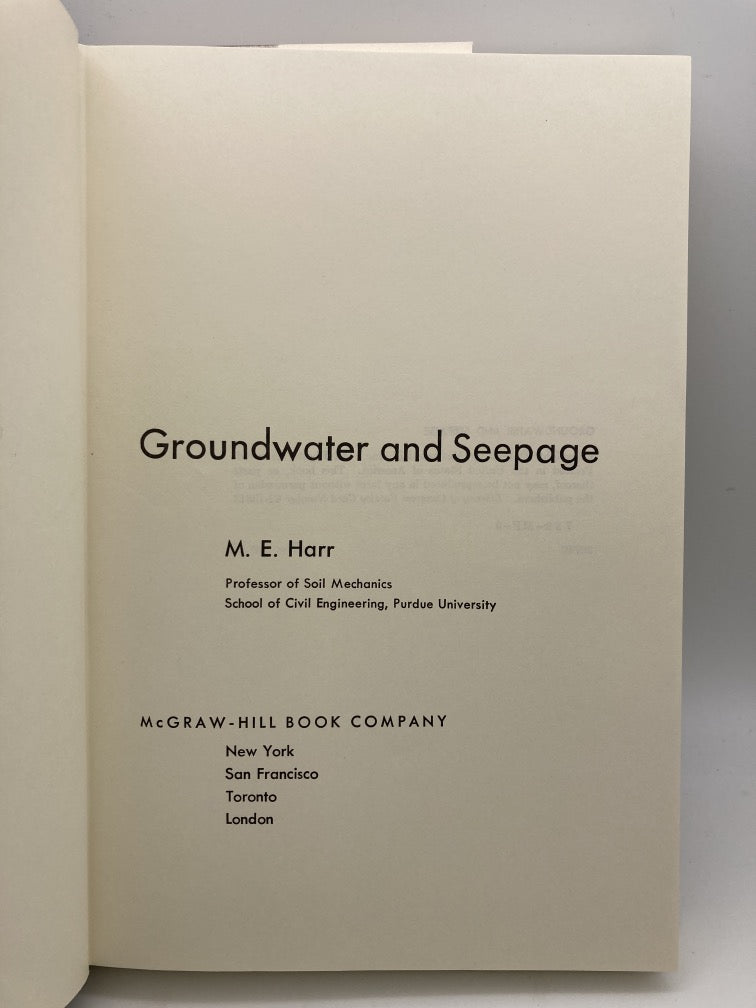 Groundwater and Seepage
M. E. Harr
Professor of Soil Mechanics
School of Civil Engineering, Purdue University
McGRAW-HILL BOOK COMPANY
New York
San Francisco
Toronto
London